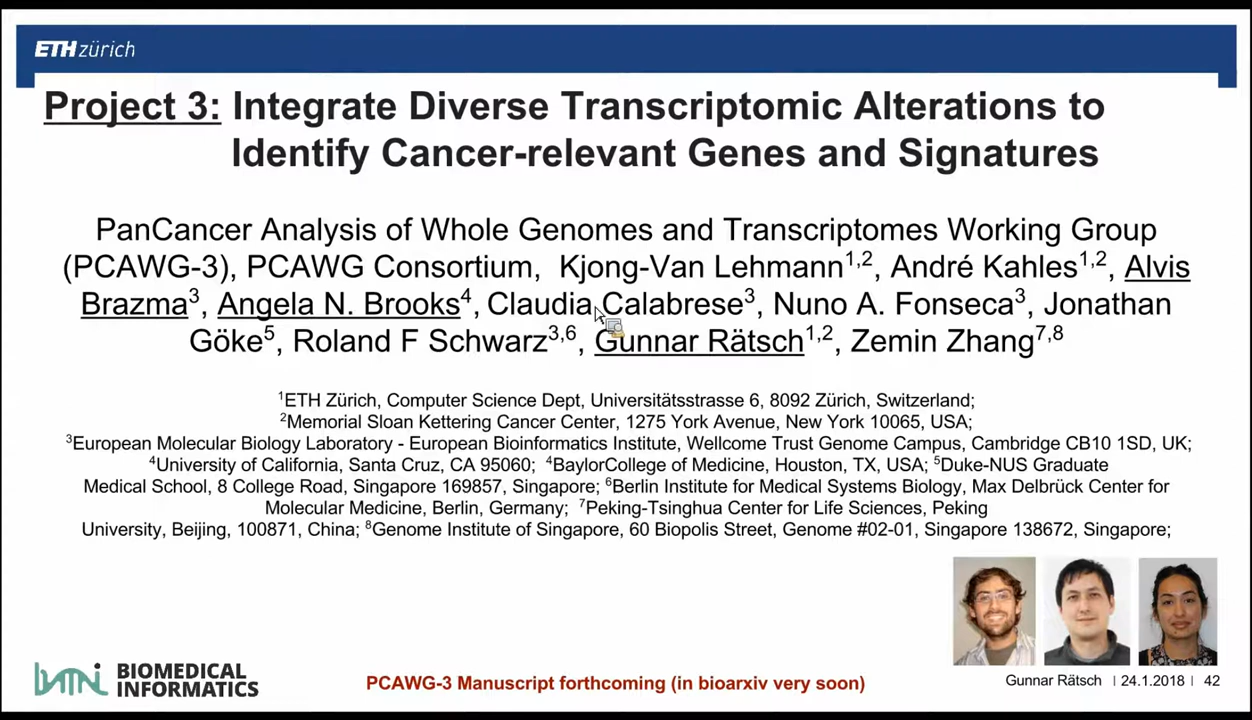 ETH zürich
Project 3: Integrate Diverse Transcriptomic Alterations to
Identify Cancer-relevant Genes and Signatures
PanCancer Analysis of Whole Genomes and Transcriptomes Working Group
(PCAWG-3), PCAWG Consortium, Kjong-Van Lehmann1,2, André Kahles1,2, Alvis
Brazma3, Angela N. Brooks4, Claudia Calabrese3, Nuno A. Fonseca3, Jonathan
Göke5, Roland F Schwarz3,6, Gunnar Rätsch1,2, Zemin Zhang7,8
1ETH Zürich, Computer Science Dept, Universitätsstrasse 6, 8092 Zürich, Switzerland;
2Memorial Sloan Kettering Cancer Center, 1275 York Avenue, New York 10065, USA;
3European Molecular Biology Laboratory - European Bioinformatics Institute, Wellcome Trust Genome Campus, Cambridge CB10 1SD, UK;
4University of California, Santa Cruz, CA 95060; 4BaylorCollege of Medicine, Houston, TX, USA; 5Duke-NUS Graduate
Medical School, 8 College Road, Singapore 169857, Singapore; 6Berlin Institute for Medical Systems Biology, Max Delbrück Center for
Molecular Medicine, Berlin, Germany; 7Peking-Tsinghua Center for Life Sciences, Peking
University, Beijing, 100871, China; 8Genome Institute of Singapore, 60 Biopolis Street, Genome #02-01, Singapore 138672, Singapore;
BIOMEDICAL
INFORMATICS
PCAWG-3 Manuscript forthcoming (in bioarxiv very soon)
Gunnar Rätsch | 24.1.2018 | 42